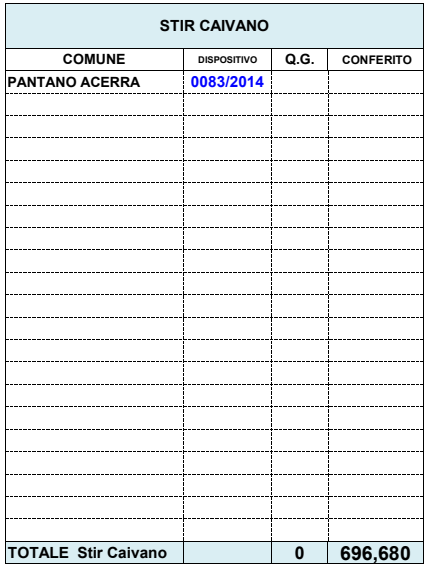 STIR CAIVANO
COMUNE DISPOSITIVO Q.G. CONFERITO
PANTANO ACERRA 0083/2014
TOTALE Stir Caivano 0 696,680